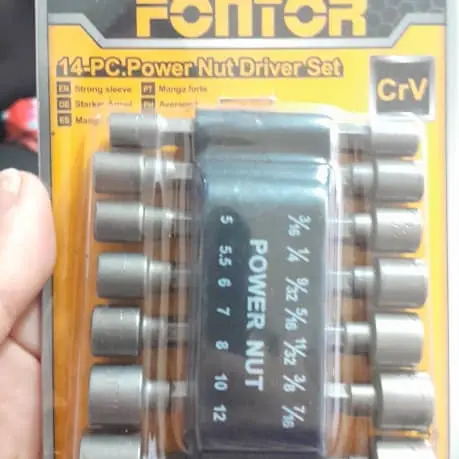 FONTOR
14-PC.Power Nut Driver Set
CrV
EN Strong sleeve
PT Manga forte
DE Starker
ES
3/16 1/4 9/32 5/16 11/32 3/8 7/16
POWER NUT
5 5.5 6 7 8 10 12